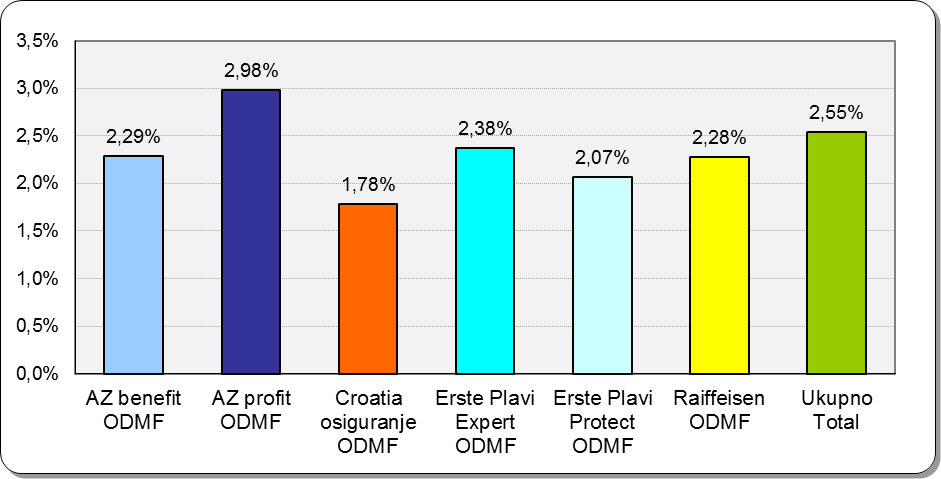 3,5%
3,0%
2,5%
2,0%
1,5%
1,0%
0,5%
0,0%
2,29%
2,98%
1,78%
2,38%
2,07%
2,28%
2,55%
AZ benefit
ODMF
AZ profit
ODMF
Croatia
osiguranje
ODMF
Erste Plavi
Expert
ODMF
Erste Plavi
Protect
ODMF
Raiffeisen
ODMF
Ukupno
Total